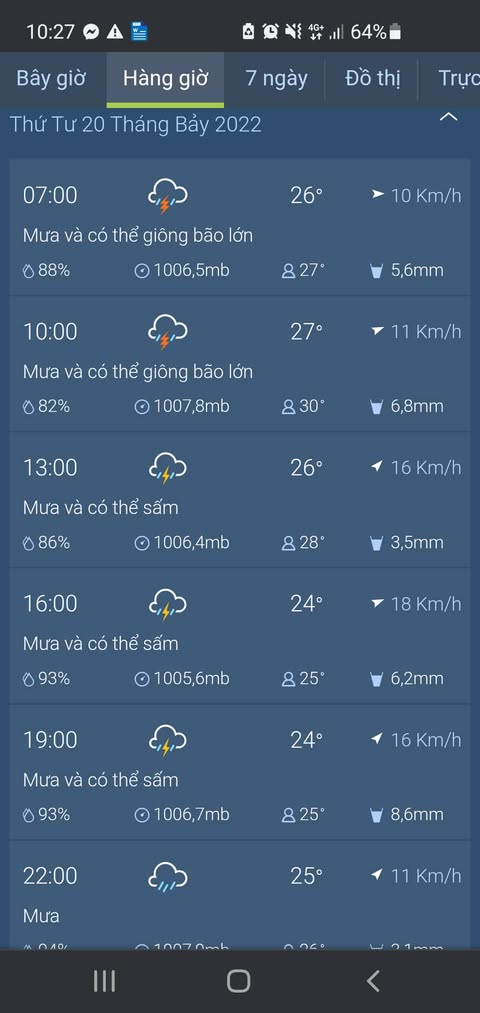 10:27 4G+ 64%
Bây giờ Hàng giờ 7 ngày Đồ thị Trực
Thứ Tư 20 Tháng Bảy 2022
07:00 26° 10 Km/h
Mưa và có thể giông bão lớn
88% 1006,5mb 27° 5,6mm
10:00 27° 11 Km/h
Mưa và có thể giông bão lớn
82% 1007,8mb 30° 6,8mm
13:00 26° 16 Km/h
Mưa và có thể sấm
86% 1006,4mb 28° 3,5mm
16:00 24° 18 Km/h
Mưa và có thể sấm
93% 1005,6mb 25° 6,2mm
19:00 24° 16 Km/h
Mưa và có thể sấm
93% 1006,7mb 25° 8,6mm
22:00 25° 11 Km/h
Mưa